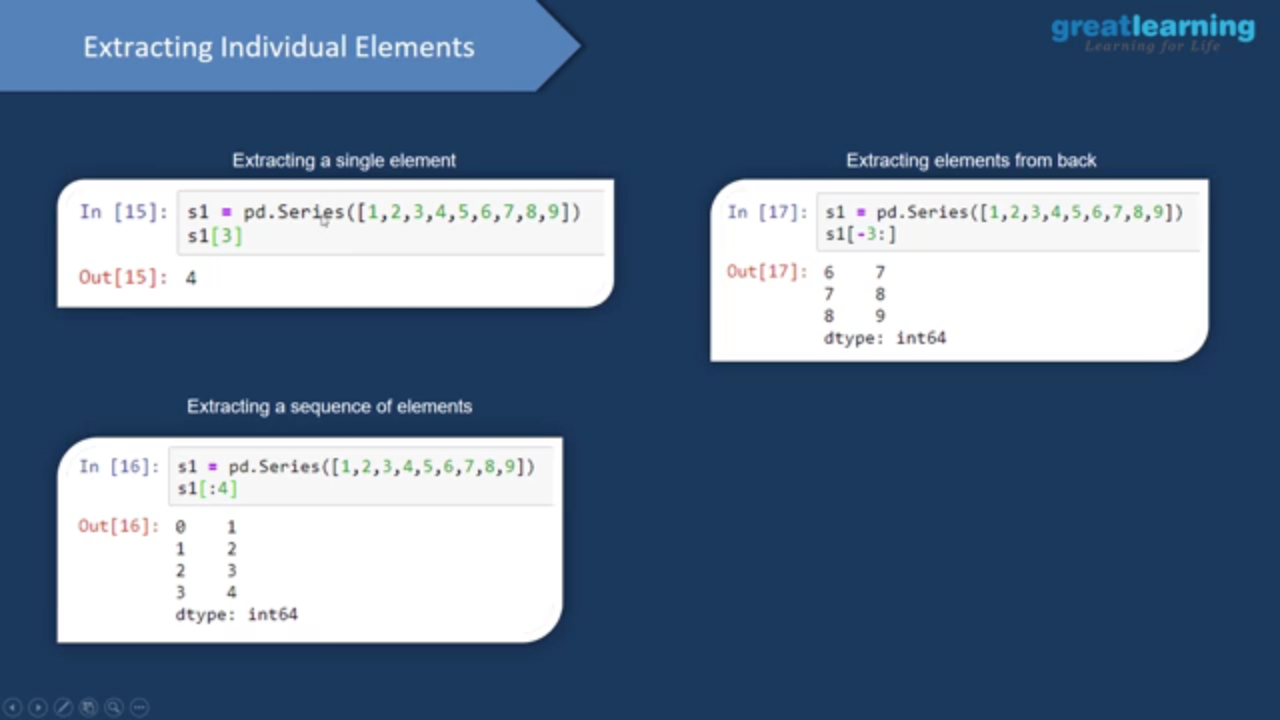 Extracting Individual Elements
greatlearning
Learning for Life
Extracting a single element
In [15]: s1 = pd.Series([1,2,3,4,5,6,7,8,9])
s1[3]
Out[15]: 4
Extracting elements from back
In [17]: s1 = pd.Series([1,2,3,4,5,6,7,8,9])
s1[-3:]
Out[17]: 6 7
7 8
8 9
dtype: int64
Extracting a sequence of elements
In [16]: s1 = pd.Series([1,2,3,4,5,6,7,8,9])
s1[:4]
Out[16]: 0 1
1 2
2 3
3 4
dtype: int64